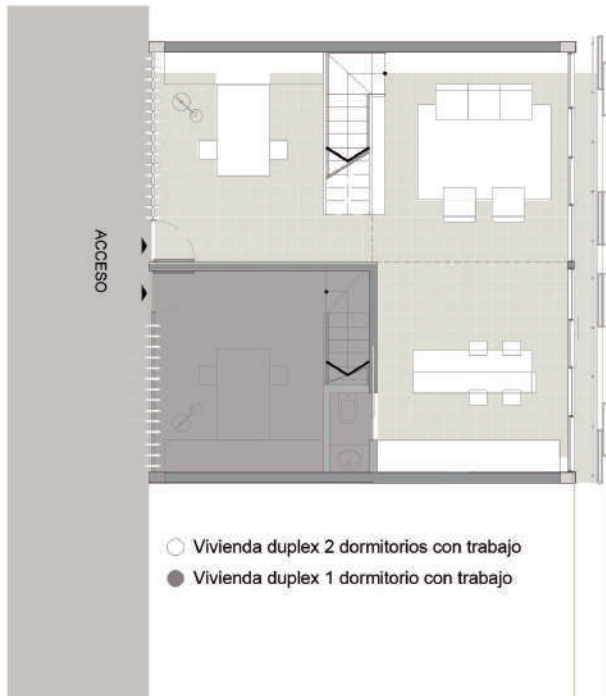 ACCESO
Vivienda duplex 2 dormitorios con trabajo
Vivienda duplex 1 dormitorio con trabajo